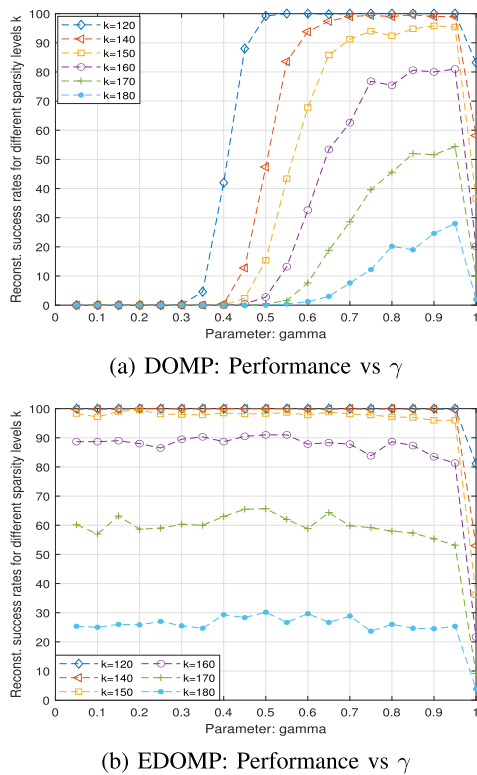 100
90
80
70
60
50
40
30
20
10
0
Reconst. success rates for different sparsity levels k
k=120
k=140
k=150
k=160
k=170
k=180
0 0.1 0.2 0.3 0.4 0.5 0.6 0.7 0.8 0.9 1
Parameter: gamma
(a) DOMP: Performance vs γ
100
90
80
70
60
50
40
30
20
10
0
Reconst. success rates for different sparsity levels k
k=120 k=160
k=140 k=170
k=150 k=180
0 0.1 0.2 0.3 0.4 0.5 0.6 0.7 0.8 0.9 1
Parameter: gamma
(b) EDOMP: Performance vs γ